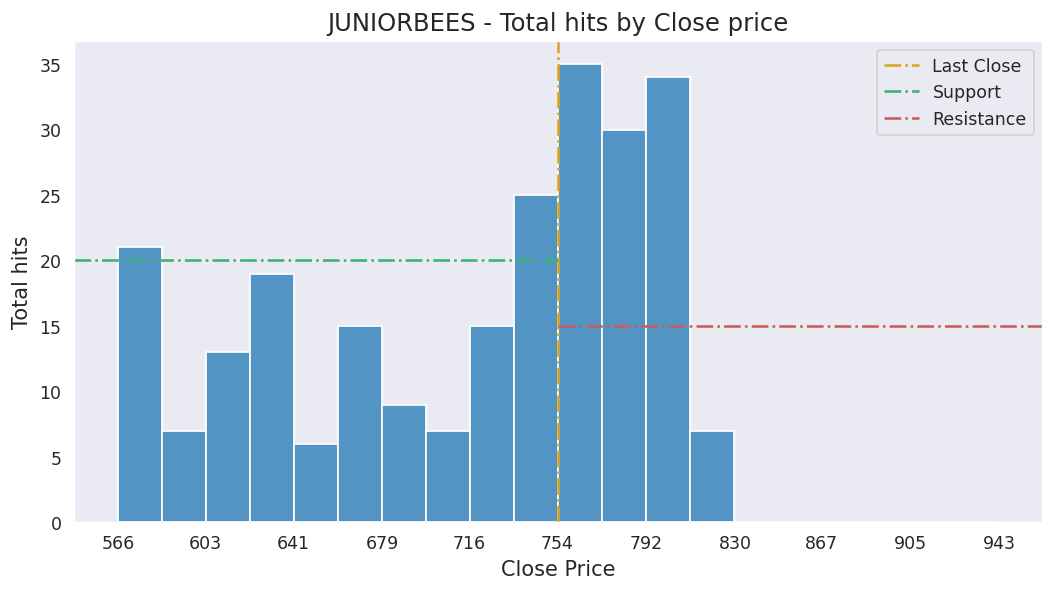 JUNIORBEES - Total hits by Close price
Last Close
Support
Resistance
Total hits
35
30
25
20
15
10
5
0
566 603 641 679 716 754 792 830 867 905 943
Close Price